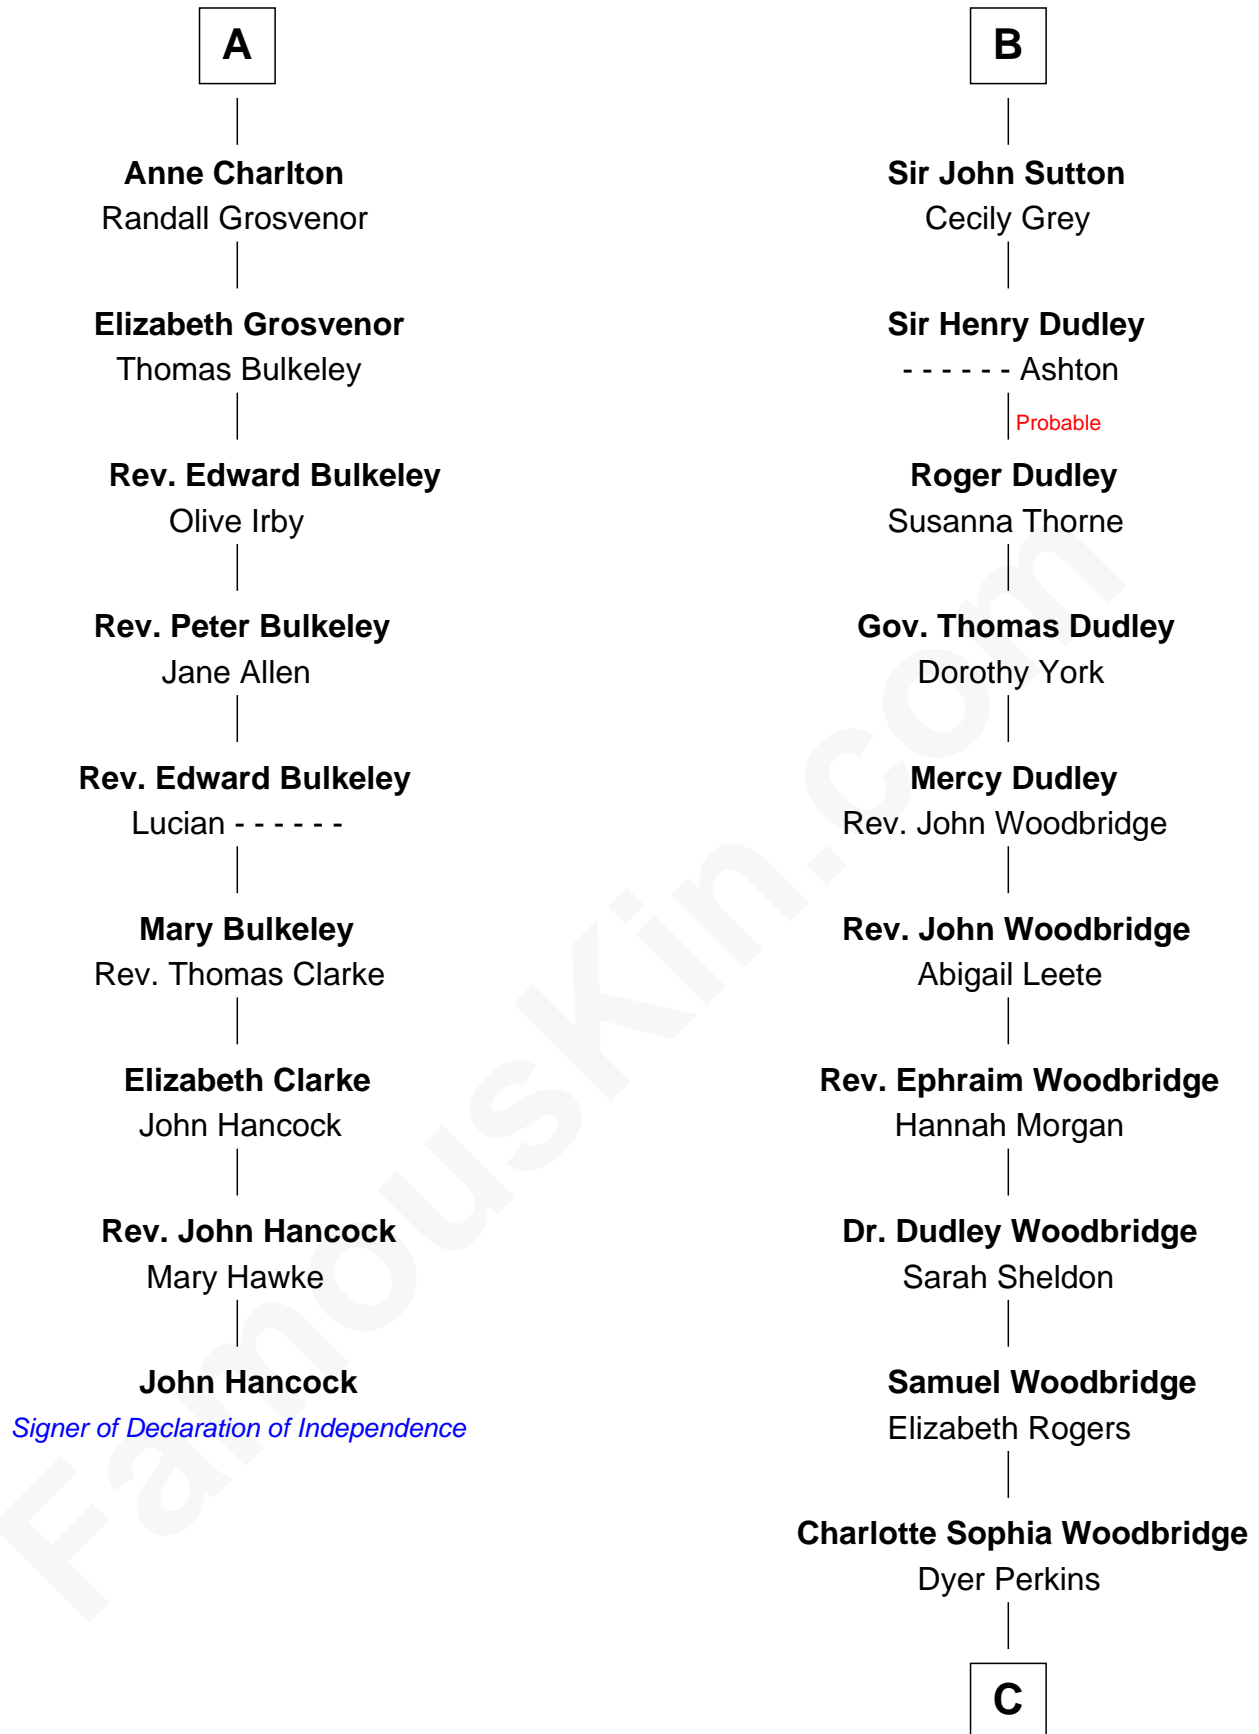 A
Anne Charlton
Randall Grosvenor
Elizabeth Grosvenor
Thomas Bulkeley
Rev. Edward Bulkeley
Olive Irby
Rev. Peter Bulkeley
Jane Allen
Rev. Edward Bulkeley
Lucian - - - - - -
Mary Bulkeley
Rev. Thomas Clarke
Elizabeth Clarke
John Hancock
Rev. John Hancock
Mary Hawke
John Hancock
Signer of Declaration of Independence
B
Sir John Sutton
Cecily Grey
Sir Henry Dudley
- - - - - - Ashton
Probable
Roger Dudley
Susanna Thorne
Gov. Thomas Dudley
Dorothy York
Mercy Dudley
Rev. John Woodbridge
Rev. John Woodbridge
Abigail Leete
Rev. Ephraim Woodbridge
Hannah Morgan
Dr. Dudley Woodbridge
Sarah Sheldon
Samuel Woodbridge
Elizabeth Rogers
Charlotte Sophia Woodbridge
Dyer Perkins
C
FamousKin.com